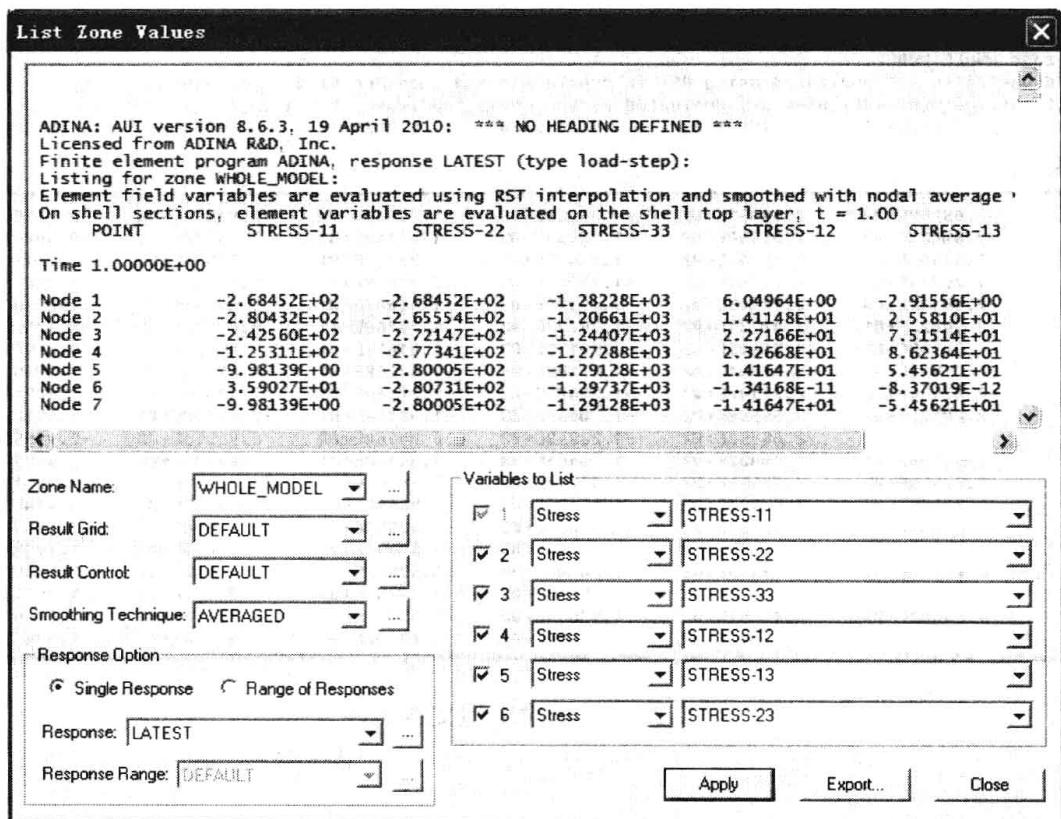 List Zone Values
ADINA: AUI version 8.6.3, 19 April 2010: *** NO HEADING DEFINED ***
Licensed from ADINA R&D, Inc.
Finite element program ADINA, response LATEST (type load-step):
Listing for zone WHOLE_MODEL:
Element field variables are evaluated using RST interpolation and smoothed with nodal average
On shell sections, element variables are evaluated on the shell top layer, t = 1.00
POINT STRESS-11 STRESS-22 STRESS-33 STRESS-12 STRESS-13
Time 1.00000E+00
Node 1 -2.68452E+02 -2.68452E+02 -1.28228E+03 6.04964E+00 -2.91556E+00
Node 2 -2.80432E+02 -2.65554E+02 -1.20661E+03 1.41148E+01 2.55810E+01
Node 3 -2.42560E+02 -2.72147E+02 -1.24407E+03 2.27166E+01 7.51514E+01
Node 4 -1.25311E+02 -2.77341E+02 -1.27288E+03 2.32668E+01 8.62364E+01
Node 5 -9.98139E+00 -2.80005E+02 -1.29128E+03 1.41647E+01 5.45621E+01
Node 6 3.59027E+01 -2.80731E+02 -1.29737E+03 -1.34168E-11 -8.37019E-12
Node 7 -9.98139E+00 -2.80005E+02 -1.29128E+03 -1.41647E+01 -5.45621E+01
Zone Name: WHOLE_MODEL ...
Result Grid: DEFAULT ...
Result Control: DEFAULT ...
Smoothing Technique: AVERAGED ...
Response Option
Single Response Range of Responses
Response: LATEST ...
Response Range: DEFAULT ...
Variables to List
1 Stress STRESS-11
2 Stress STRESS-22
3 Stress STRESS-33
4 Stress STRESS-12
5 Stress STRESS-13
6 Stress STRESS-23
Apply Export... Close